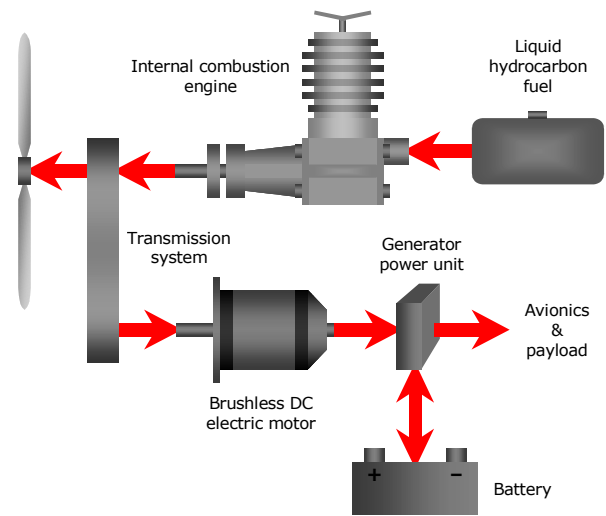 Internal combustion
engine
Liquid
hydrocarbon
fuel
Transmission
system
Generator
power unit
Avionics
&
payload
Brushless DC
electric motor
+ −
Battery